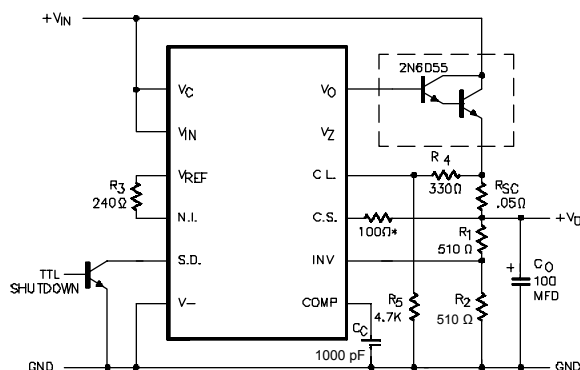 +VIN
2N6D55
VC
VO
VIN
VZ
VREF
CL.
R4
330Ω
RSC
.05Ω
R3
240Ω
N.I.
C.S.
100Ω*
+VO
R1
510 Ω
S.D.
INV
TTL
SHUTDOWN
CO
+
100
MFD
V-
COMP
R5
4.7K
R2
510 Ω
CC
1000 pF
GND
GND